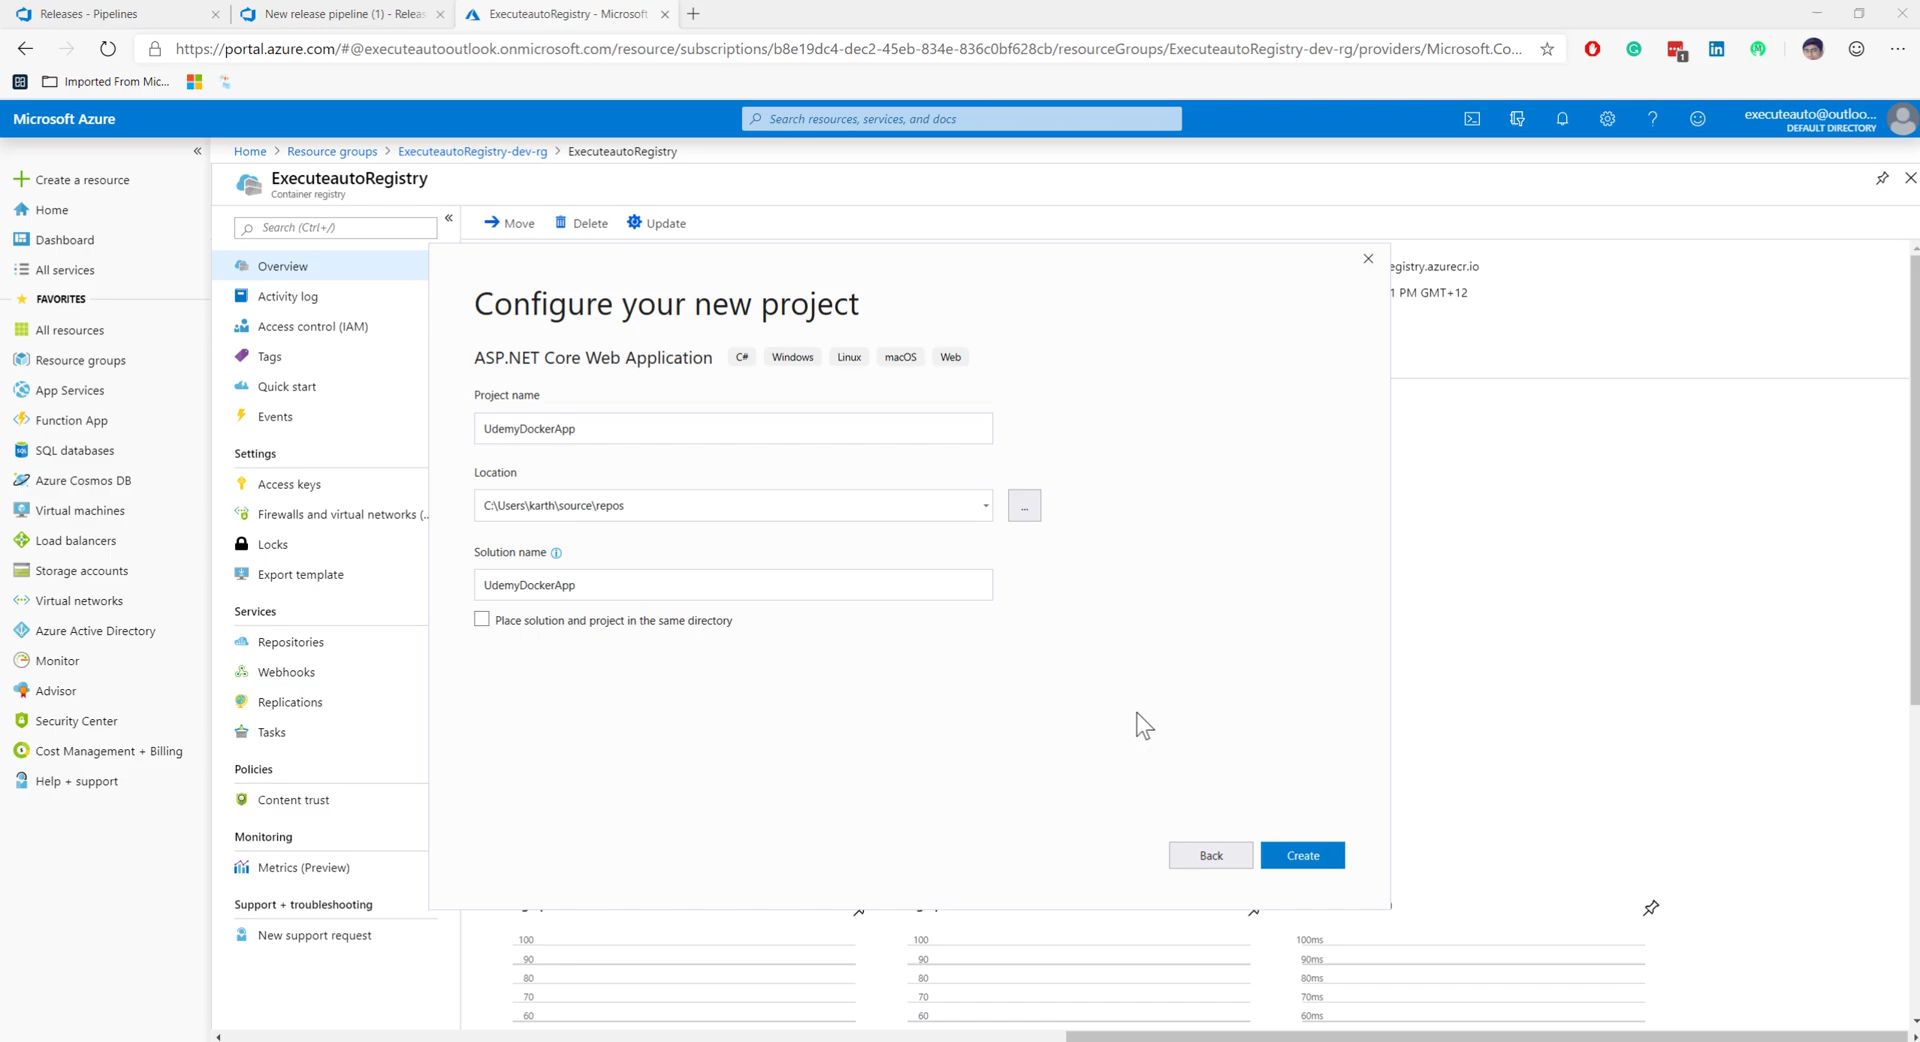 Releases - Pipelines
New release pipeline (1) - Releas
ExecuteautoRegistry - Microsoft
https://portal.azure.com/#@executeautooutlook.onmicrosoft.com/resource/subscriptions/b8e19dc4-dec2-45eb-834e-836c0bf628cb/resourceGroups/ExecuteautoRegistry-dev-rg/providers/Microsoft.Co...
1
Imported From Mic...
Microsoft Azure
Search resources, services, and docs
executeauto@outloo...
DEFAULT DIRECTORY
Home > Resource groups > ExecuteautoRegistry-dev-rg > ExecuteautoRegistry
Create a resource
Home
Dashboard
All services
FAVORITES
All resources
Resource groups
App Services
Function App
SQL databases
Azure Cosmos DB
Virtual machines
Load balancers
Storage accounts
Virtual networks
Azure Active Directory
Monitor
Advisor
Security Center
Cost Management + Billing
Help + support
ExecuteautoRegistry
Container registry
Search (Ctrl+/)
Overview
Activity log
Access control (IAM)
Tags
Quick start
Events
Settings
Access keys
Firewalls and virtual networks (...
Locks
Export template
Services
Repositories
Webhooks
Replications
Tasks
Policies
Content trust
Monitoring
Metrics (Preview)
Support + troubleshooting
New support request
Move
Delete
Update
egistry.azurecr.io
1 PM GMT+12
Configure your new project
ASP.NET Core Web Application C# Windows Linux macOS Web
Project name
UdemyDockerApp
Location
C:\Users\karth\source\repos
...
Solution name
UdemyDockerApp
Place solution and project in the same directory
Back
Create
100
90
80
70
60
100
90
80
70
60
100ms
90ms
80ms
70ms
60ms